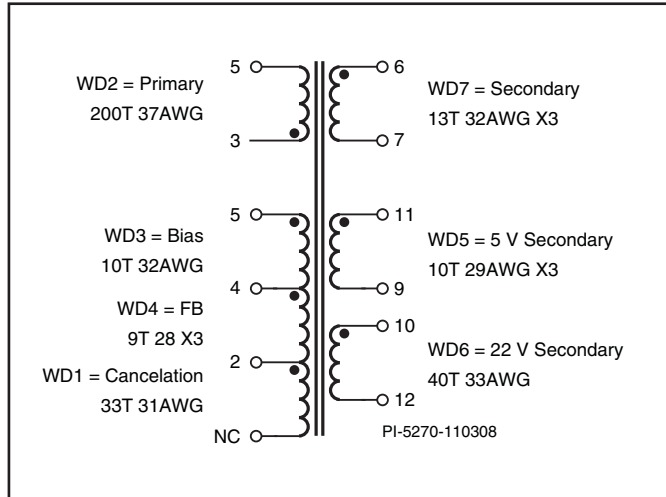 5
6
WD2 = Primary
200T 37AWG
WD7 = Secondary
13T 32AWG X3
3
7
5
11
WD3 = Bias
10T 32AWG
WD5 = 5 V Secondary
10T 29AWG X3
4
9
WD4 = FB
9T 28 X3
10
2
WD6 = 22 V Secondary
40T 33AWG
WD1 = Cancelation
33T 31AWG
12
NC
PI-5270-110308